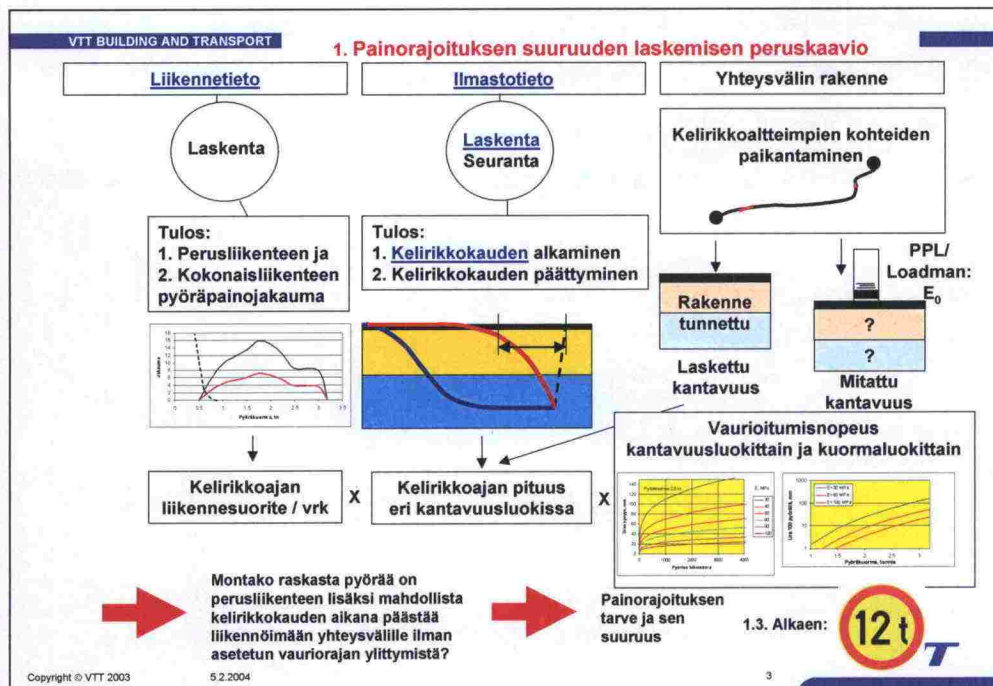 VTT BUILDING AND TRANSPORT
1. Painorajoituksen suuruuden laskemisen peruskaavio
Liikennetieto
Ilmastotieto
Yhteysvälin rakenne
Laskenta
Laskenta
Seuranta
Kelirikkoaltteimpien kohteiden
paikantaminen
Tulos:
1. Perusliikenteen ja
2. Kokonaisliikenteen
pyöräpainojakauma
Tulos:
1. Kelirikkokauden alkaminen
2. Kelirikkokauden päättyminen
PPL/
Loadman:
E0
Rakenne
tunnettu
?
?
Laskettu
kantavuus
Mitattu
kantavuus
Vaurioitumisnopeus
kantavuusluokittain ja kuormaluokittain
Kelirikkoajan
liikennesuorite / vrk
X
Kelirikkoajan pituus
eri kantavuusluokissa
X
Montako raskasta pyörää on
perusliikenteen lisäksi mahdollista
kelirikkokauden aikana päästää
liikennöimään yhteysvälille ilman
asetetun vauriorajan ylittymistä?
Painorajoituksen
tarve ja sen
suuruus
1.3. Alkaen:
12 t
T
Copyright © VTT 2003
5.2.2004
3